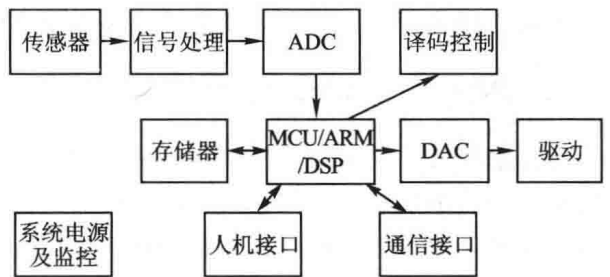 传感器
信号处理
ADC
译码控制
存储器
MCU/ARM
/DSP
DAC
驱动
系统电源
及监控
人机接口
通信接口